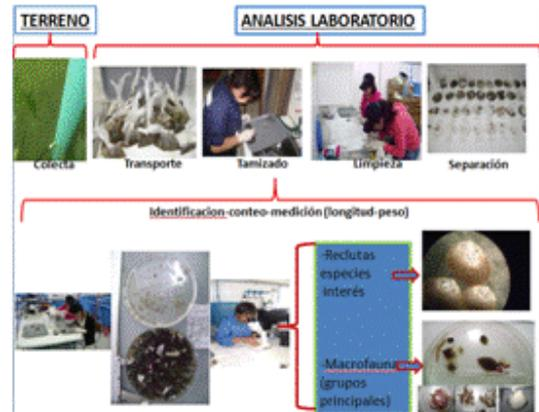 TERRENO
ANALISIS LABORATORIO
Colecta
Transporte
Tamizado
Limpieza
Separación
Identificacion-conteo-medición (longitud-peso)
-Reclutas
especies
interés
-Macrofauna
(grupos
principales)